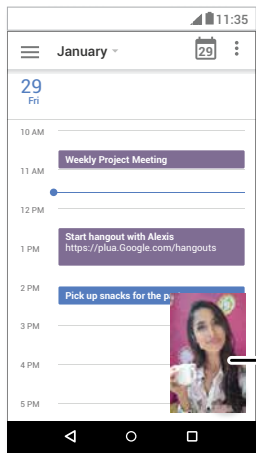 11:35
January
29
29
Fri
10 AM
Weekly Project Meeting
11 AM
12 PM
Start hangout with Alexis
https://plua.Google.com/hangouts
1 PM
2 PM
Pick up snacks for the p
3 PM
4 PM
5 PM